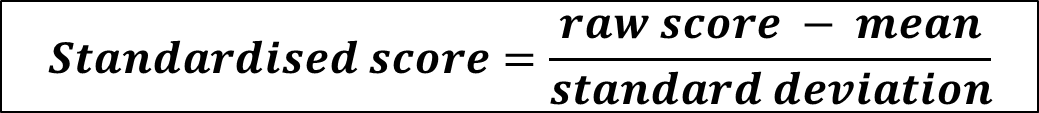 Standardised score = raw score − mean
standard deviation